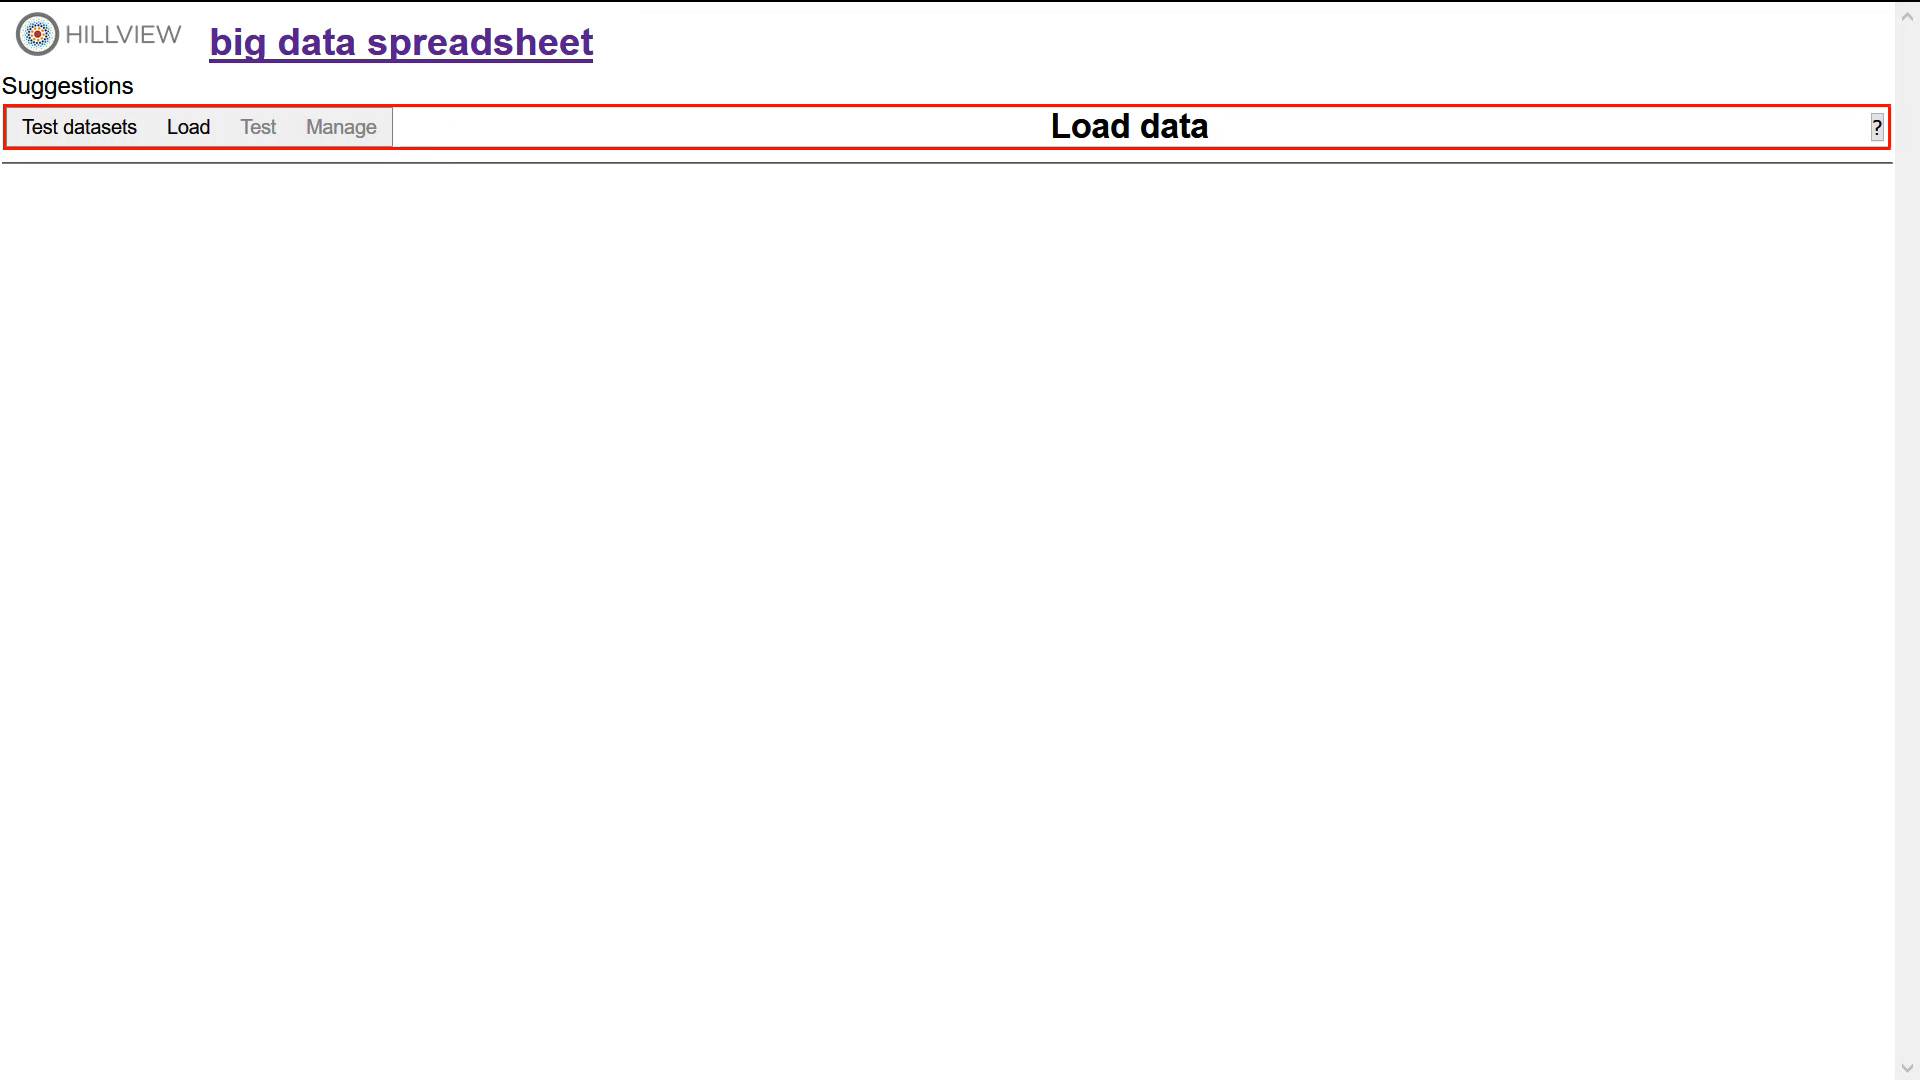 HILLVIEW big data spreadsheet
Suggestions
Test datasets Load Test Manage Load data ?